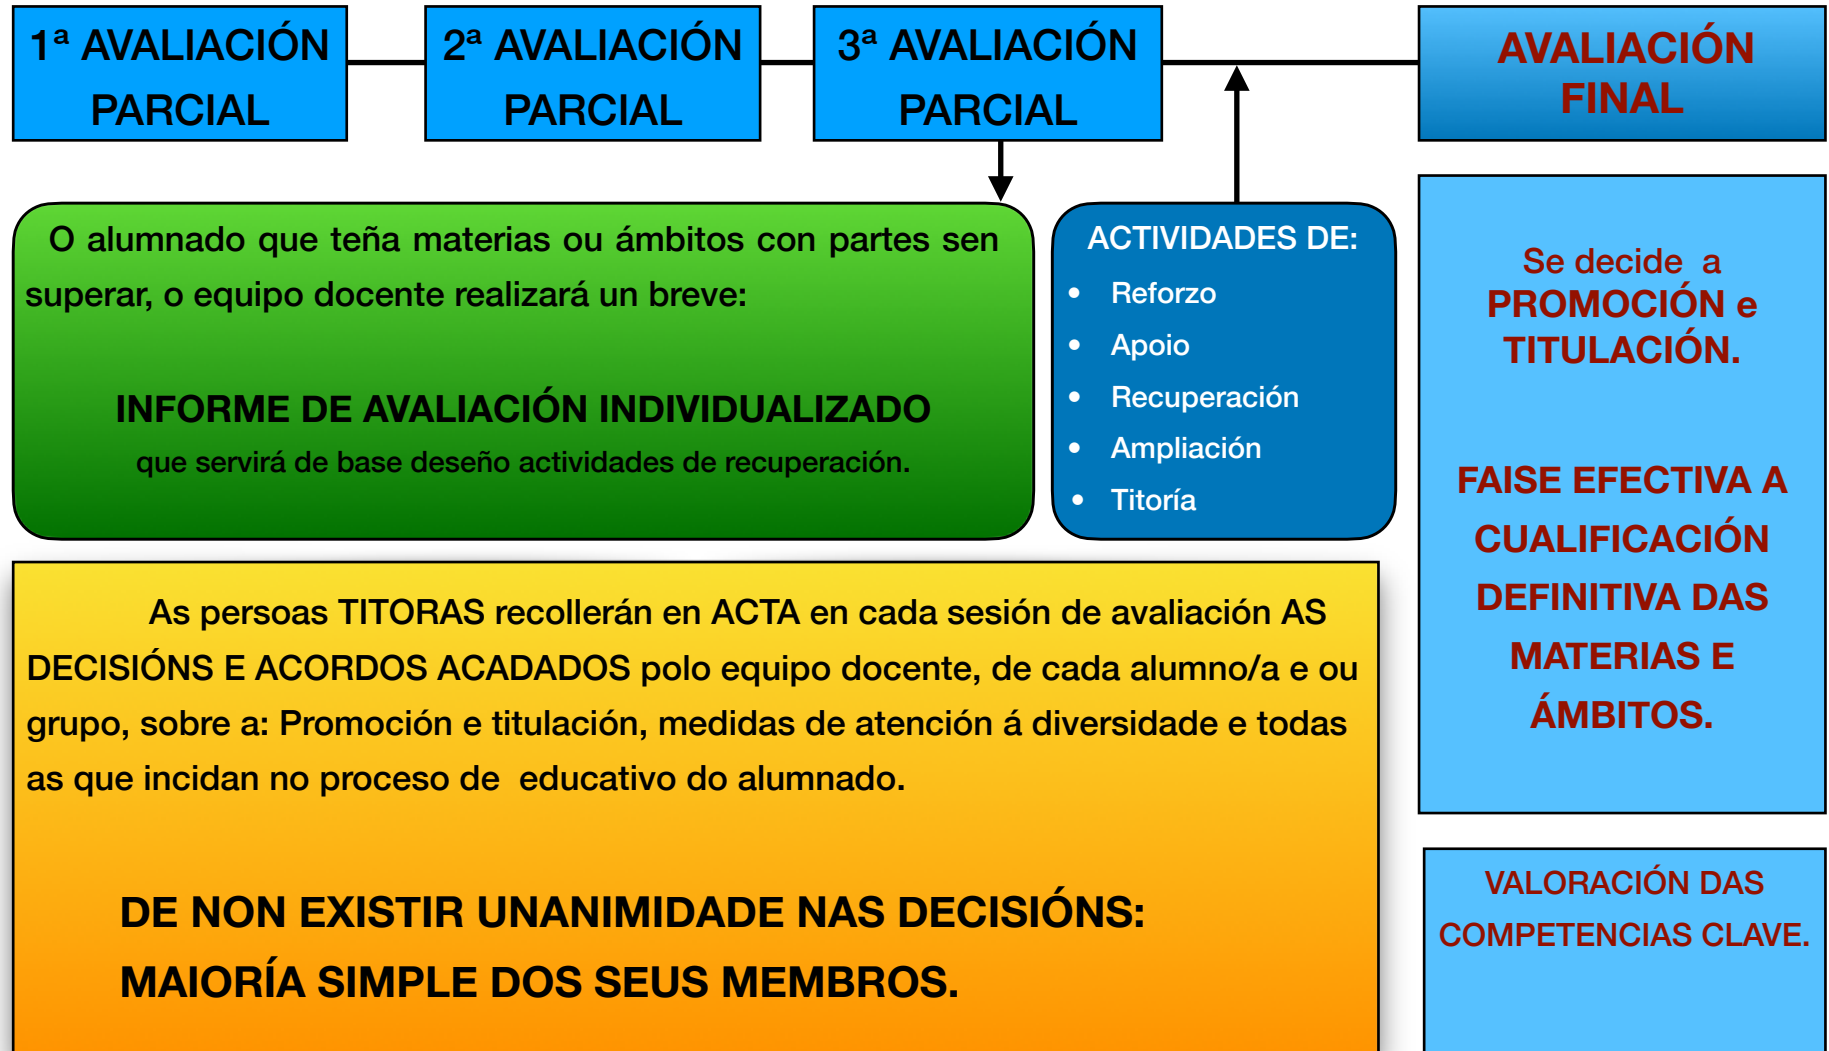 1ª AVALIACIÓN
PARCIAL
2ª AVALIACIÓN
PARCIAL
3ª AVALIACIÓN
PARCIAL
AVALIACIÓN
FINAL
O alumnado que teña materias ou ámbitos con partes sen
superar, o equipo docente realizará un breve:
INFORME DE AVALIACIÓN INDIVIDUALIZADO
que servirá de base deseño actividades de recuperación.
ACTIVIDADES DE:
• Reforzo
• Apoio
• Recuperación
• Ampliación
• Titoría
Se decide a
PROMOCIÓN e
TITULACIÓN.
FAISE EFECTIVA A
CUALIFICACIÓN
DEFINITIVA DAS
MATERIAS E
ÁMBITOS.
As persoas TITORAS recollerán en ACTA en cada sesión de avaliación AS
DECISIÓNS E ACORDOS ACADADOS polo equipo docente, de cada alumno/a e ou
grupo, sobre a: Promoción e titulación, medidas de atención á diversidade e todas
as que incidan no proceso de educativo do alumnado.
DE NON EXISTIR UNANIMIDADE NAS DECISIÓNS:
MAIORÍA SIMPLE DOS SEUS MEMBROS.
VALORACIÓN DAS
COMPETENCIAS CLAVE.